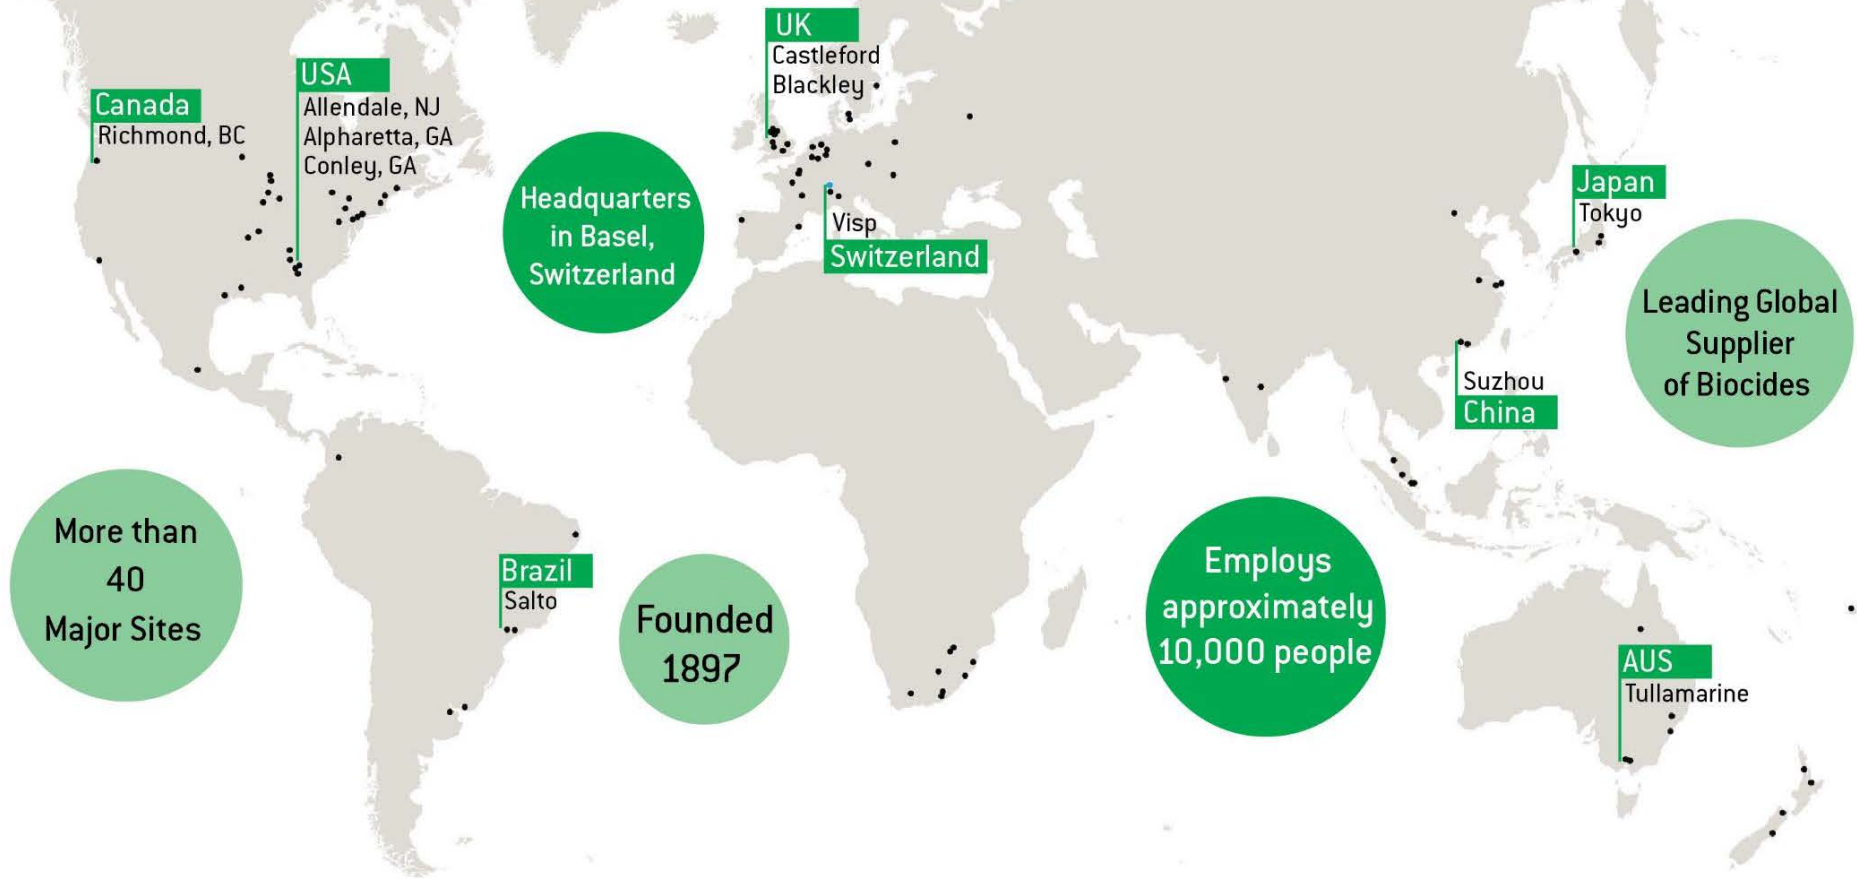 UK
Castleford
Blackley
USA
Allendale, NJ
Alpharetta, GA
Conley, GA
Canada
Richmond, BC
Headquarters
in Basel,
Switzerland
Visp
Switzerland
Japan
Tokyo
Leading Global
Supplier
of Biocides
Suzhou
China
More than
40
Major Sites
Brazil
Salto
Founded
1897
Employs
approximately
10,000 people
AUS
Tullamarine